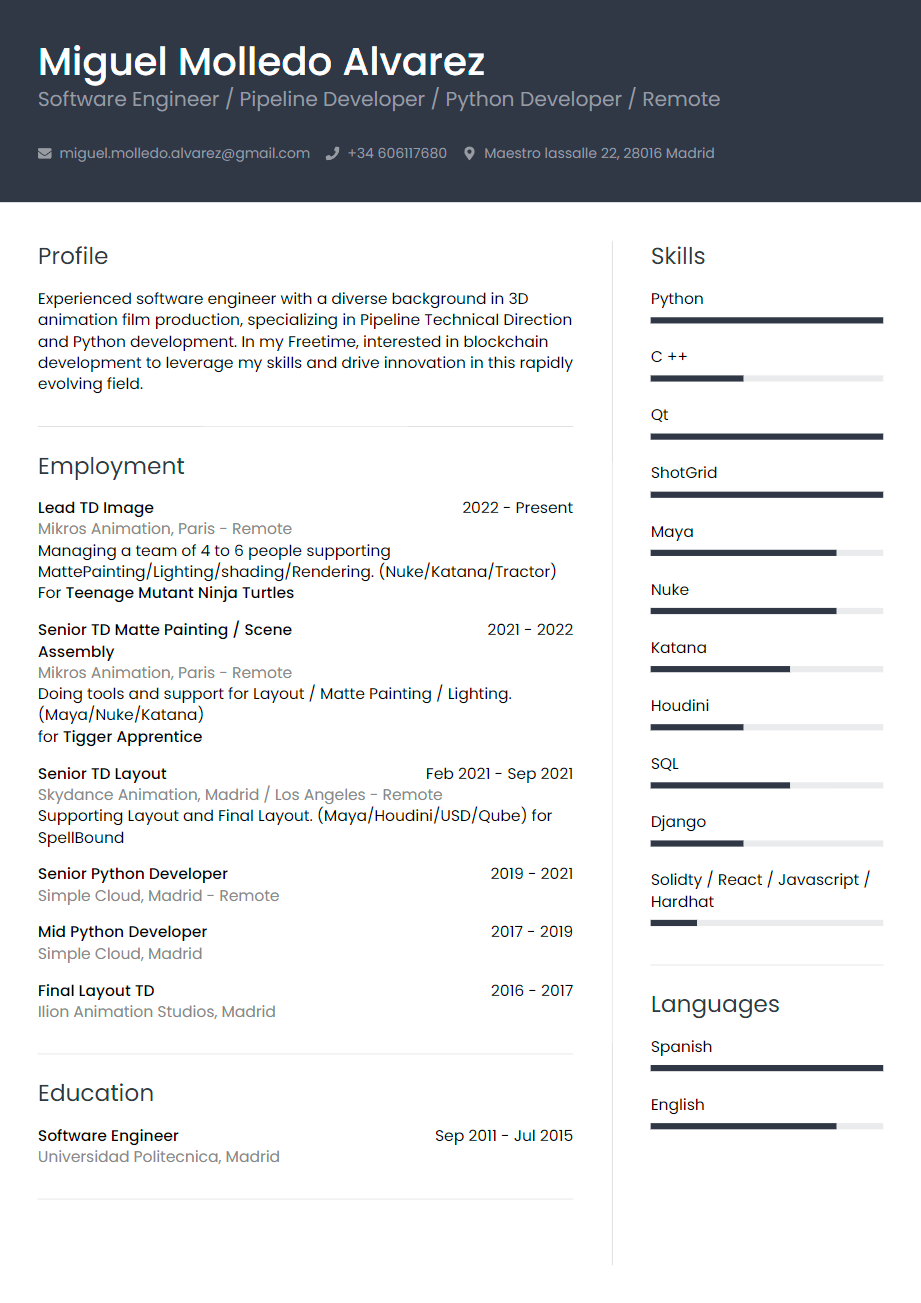 Miguel Molledo Alvarez
Software Engineer / Pipeline Developer / Python Developer / Remote
miguel.molledo.alvarez@gmail.com +34 606117680 Maestro lassalle 22, 28016 Madrid
Profile
Experienced software engineer with a diverse background in 3D
animation film production, specializing in Pipeline Technical Direction
and Python development. In my Freetime, interested in blockchain
development to leverage my skills and drive innovation in this rapidly
evolving field.
Employment
Lead TD Image 2022 - Present
Mikros Animation, Paris - Remote
Managing a team of 4 to 6 people supporting
MattePainting/Lighting/shading/Rendering. (Nuke/Katana/Tractor)
For Teenage Mutant Ninja Turtles
Senior TD Matte Painting / Scene 2021 - 2022
Assembly
Mikros Animation, Paris - Remote
Doing tools and support for Layout / Matte Painting / Lighting.
(Maya/Nuke/Katana)
for Tigger Apprentice
Senior TD Layout Feb 2021 - Sep 2021
Skydance Animation, Madrid / Los Angeles - Remote
Supporting Layout and Final Layout. (Maya/Houdini/USD/Qube) for
SpellBound
Senior Python Developer 2019 - 2021
Simple Cloud, Madrid - Remote
Mid Python Developer 2017 - 2019
Simple Cloud, Madrid
Final Layout TD 2016 - 2017
Ilion Animation Studios, Madrid
Education
Software Engineer Sep 2011 - Jul 2015
Universidad Politecnica, Madrid
Skills
Python
C ++
Qt
ShotGrid
Maya
Nuke
Katana
Houdini
SQL
Django
Solidty / React / Javascript /
Hardhat
Languages
Spanish
English